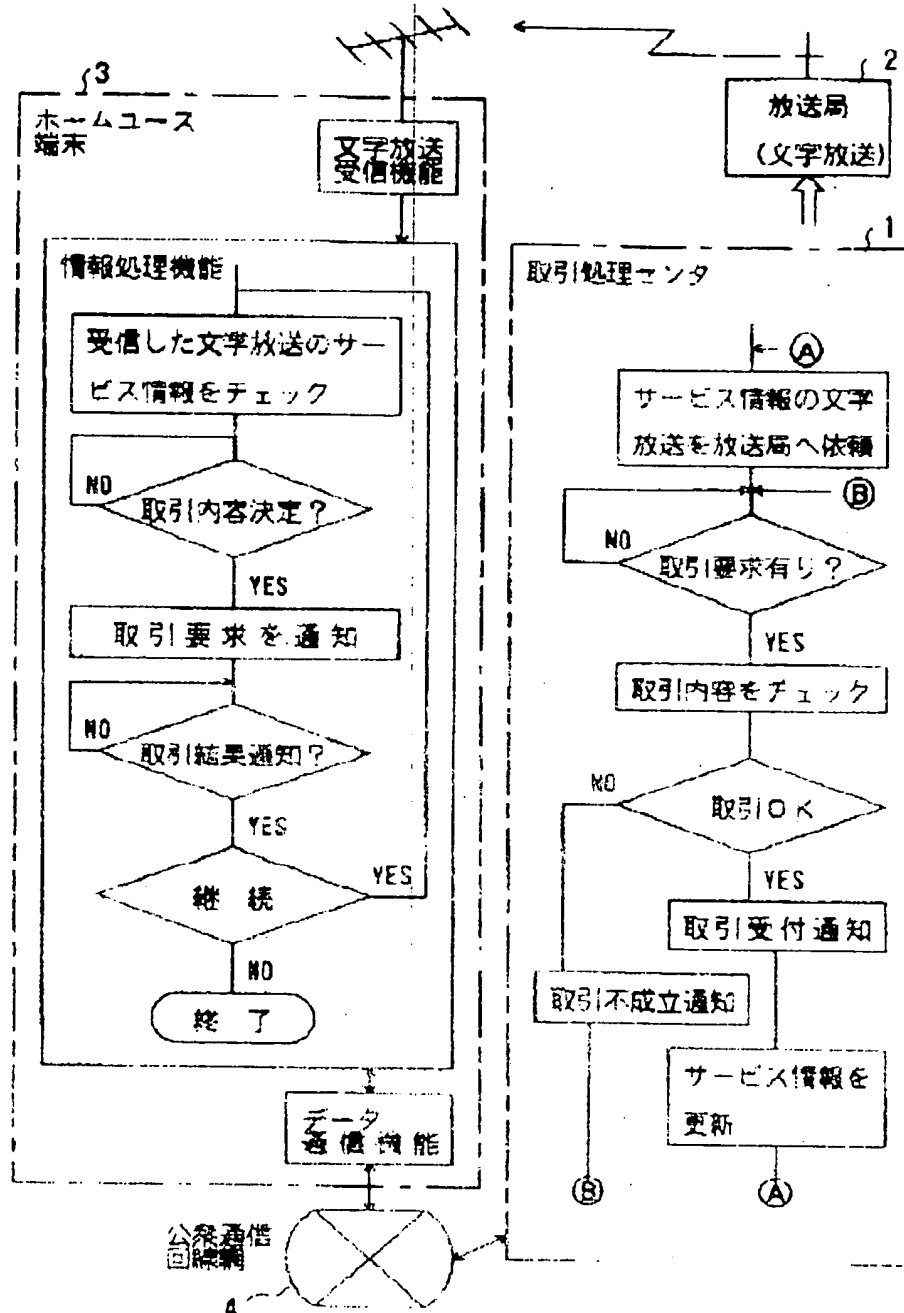 3
ホームユース
端末
文字放送
受信機能
情報処理機能
受信した文字放送のサー
ビス情報をチェック
NO
取引内容決定？
YES
取引要求を通知
NO
取引結果通知？
YES
継続
YES
NO
終了
データ
通信機能
公衆通信
回線網
4
2
放送局
(文字放送)
1
取引処理センタ
A
サービス情報の文字
放送を放送局へ依頼
B
NO
取引要求有り？
YES
取引内容をチェック
NO
取引OK
YES
取引受付通知
取引不成立通知
サービス情報を
更新
B
A